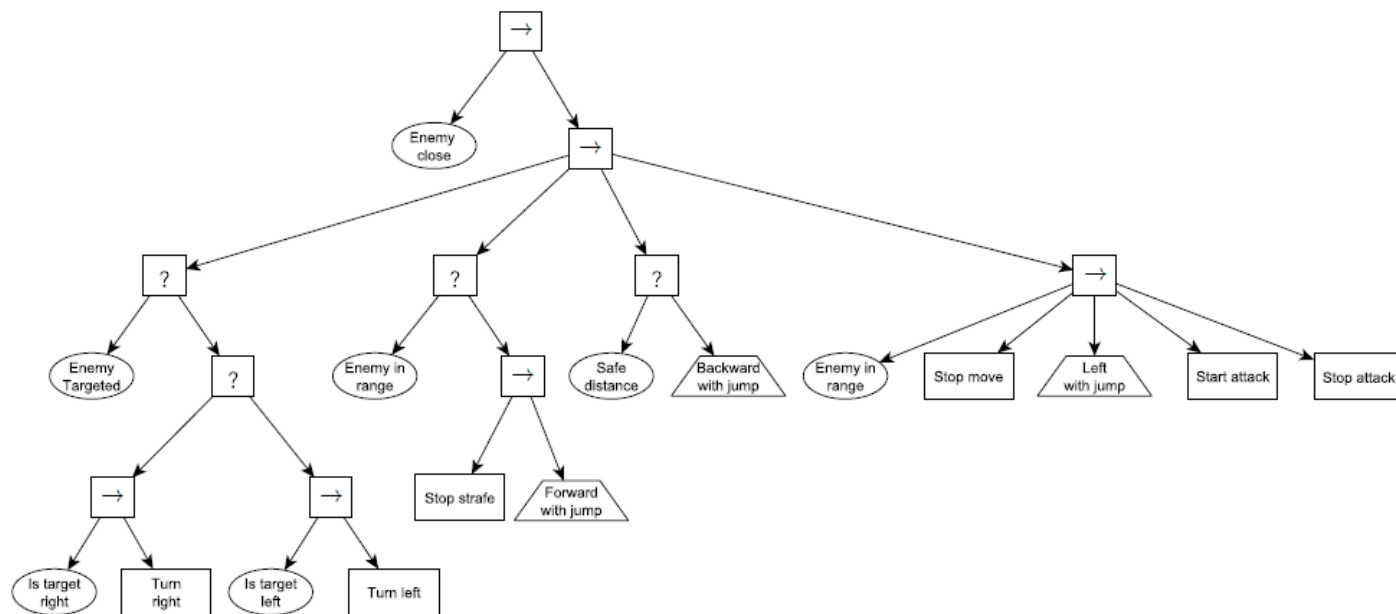 →
Enemy
close
→
?
?
?
→
Enemy
Targeted
?
Enemy in
range
→
Safe
distance
Backward
with jump
Enemy in
range
Stop move
Left
with jump
Start attack
Stop attack
→
→
Stop strafe
Forward
with jump
Is target
right
Turn
right
Is target
left
Turn left